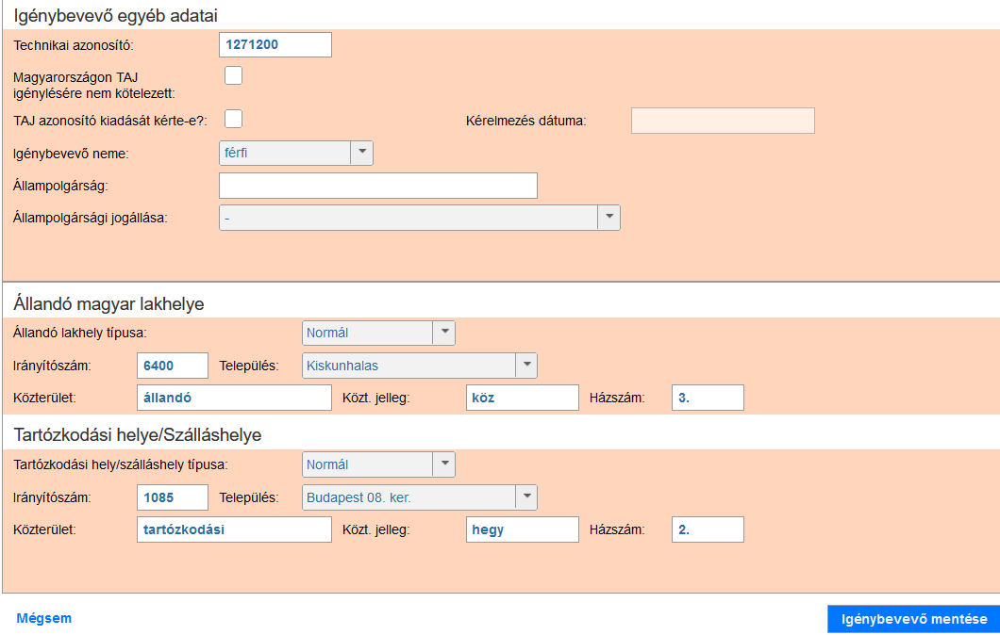 Igénybevevő egyéb adatai
Technikai azonosító: 1271200
Magyarországon TAJ
igénylésére nem kötelezett:
TAJ azonosító kiadását kérte-e?: Kérelmezés dátuma:
Igénybevevő neme: férfi
Állampolgárság:
Állampolgársági jogállása: -
Állandó magyar lakhelye
Állandó lakhely típusa: Normál
Irányítószám: 6400 Település: Kiskunhalas
Közterület: állandó Közt. jelleg: köz Házszám: 3.
Tartózkodási helye/Szálláshelye
Tartózkodási hely/szálláshely típusa: Normál
Irányítószám: 1085 Település: Budapest 08. ker.
Közterület: tartózkodási Közt. jelleg: hegy Házszám: 2.
Mégsem Igénybevevő mentése